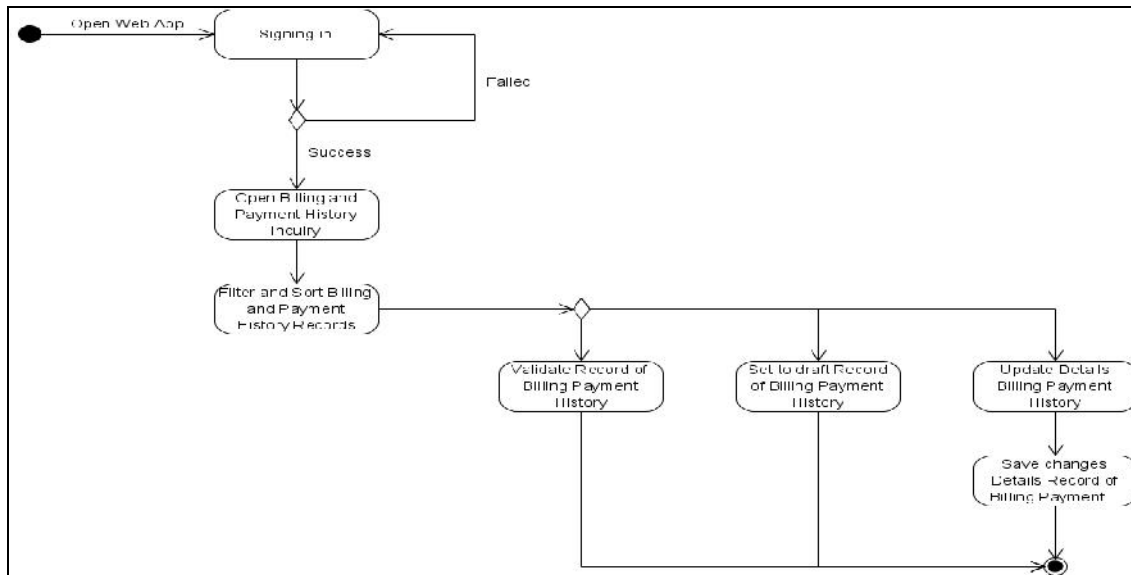 Open Web App
Signing in
Failed
Success
Open Billing and
Payment History
Inquiry
Filter and Sort Billing
and Payment
History Records
Validate Record of
Billing Payment
History
Set to draft Record
of Billing Payment
History
Update Details
Billing Payment
History
Save changes
Details Record of
Billing Payment